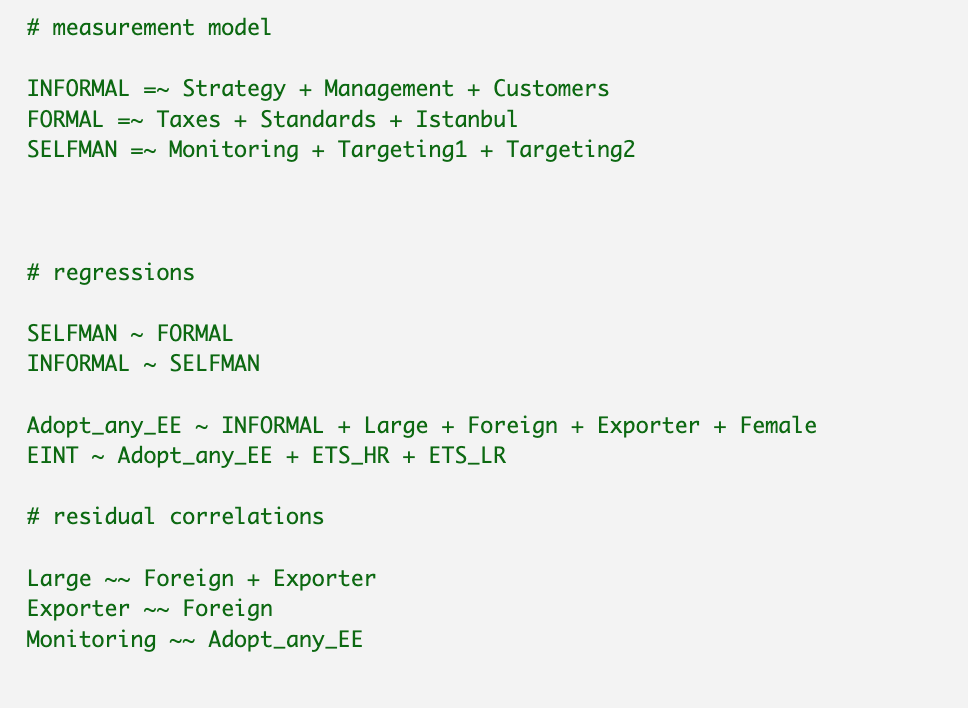 # measurement model
INFORMAL =~ Strategy + Management + Customers
FORMAL =~ Taxes + Standards + Istanbul
SELFMAN =~ Monitoring + Targeting1 + Targeting2
# regressions
SELFMAN ~ FORMAL
INFORMAL ~ SELFMAN
Adopt_any_EE ~ INFORMAL + Large + Foreign + Exporter + Female
EINT ~ Adopt_any_EE + ETS_HR + ETS_LR
# residual correlations
Large ~~ Foreign + Exporter
Exporter ~~ Foreign
Monitoring ~~ Adopt_any_EE